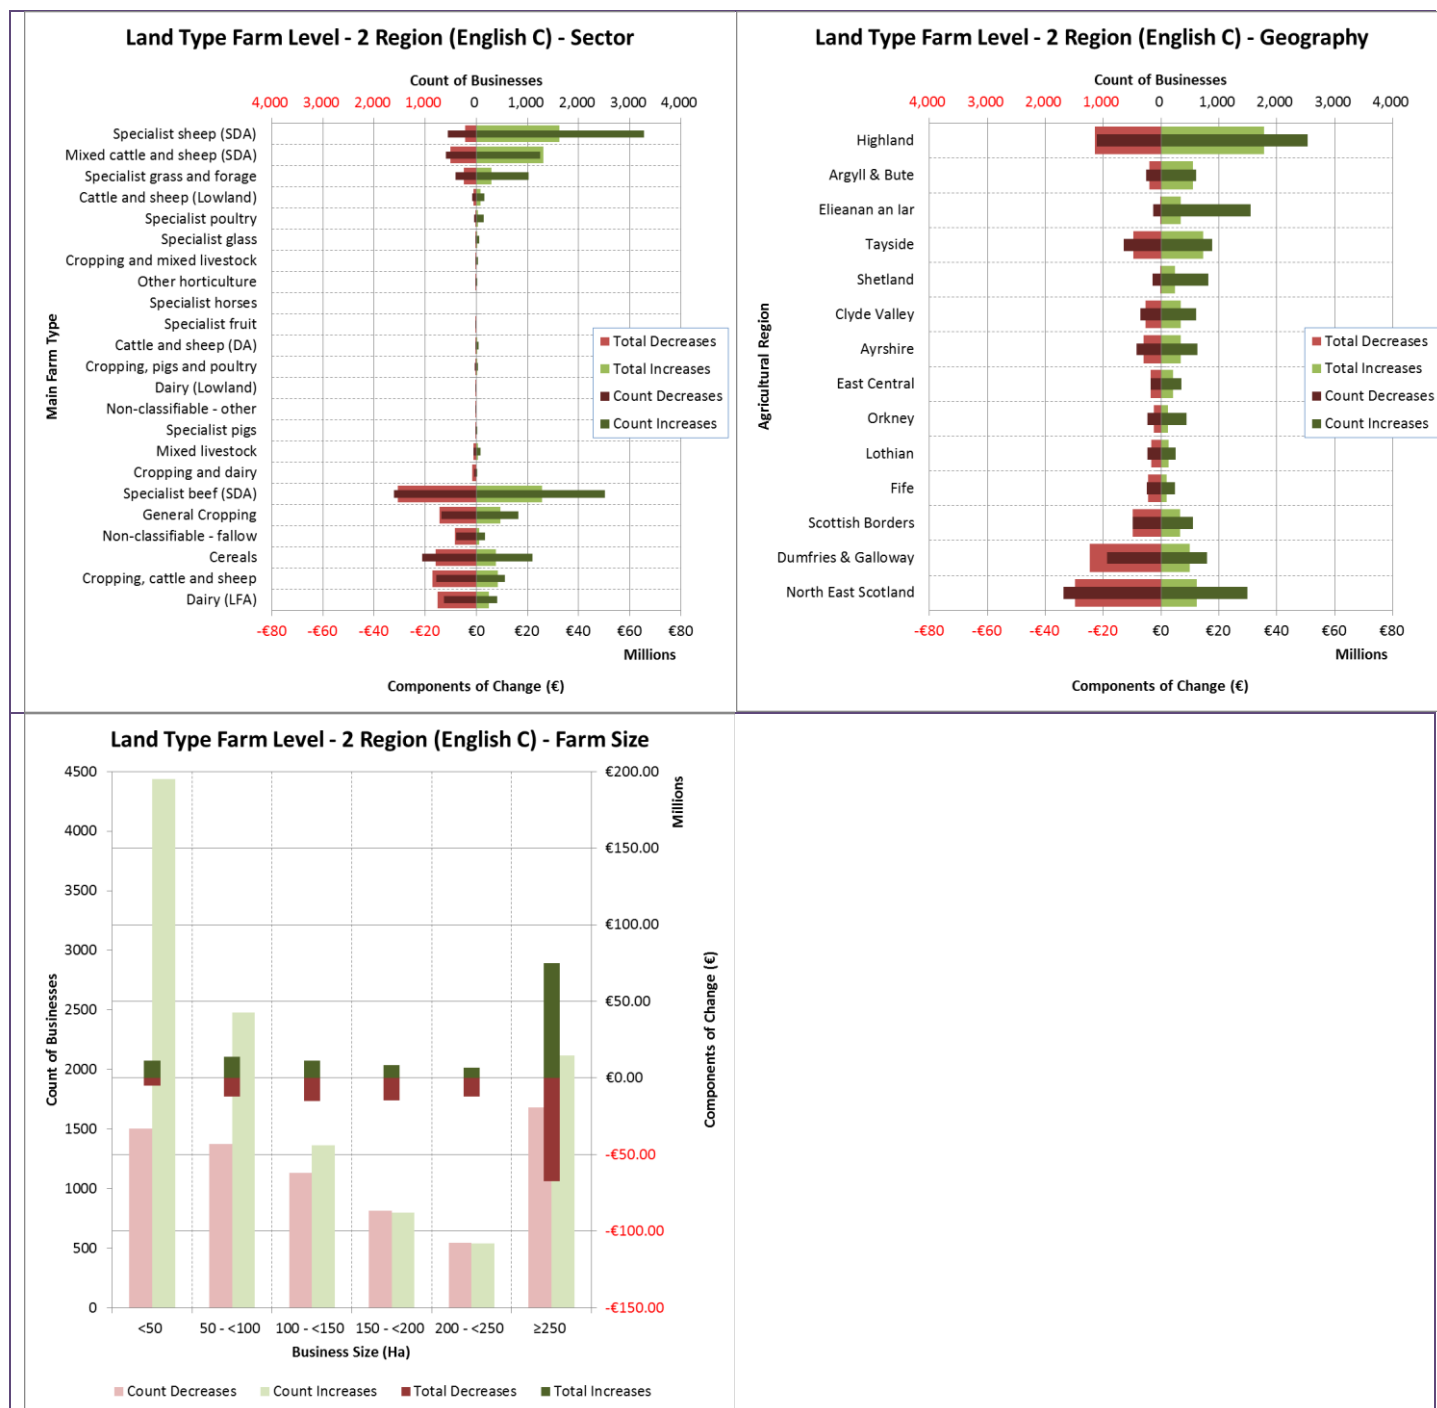 Land Type Farm Level - 2 Region (English C) - Sector
Count of Businesses
4,000 3,000 2,000 1,000 0 1,000 2,000 3,000 4,000
Main Farm Type
Specialist sheep (SDA)
Mixed cattle and sheep (SDA)
Specialist grass and forage
Cattle and sheep (Lowland)
Specialist poultry
Specialist glass
Cropping and mixed livestock
Other horticulture
Specialist horses
Specialist fruit
Cattle and sheep (DA)
Cropping, pigs and poultry
Dairy (Lowland)
Non-classifiable - other
Specialist pigs
Mixed livestock
Cropping and dairy
Specialist beef (SDA)
General Cropping
Non-classifiable - fallow
Cereals
Cropping, cattle and sheep
Dairy (LFA)
Total Decreases
Total Increases
Count Decreases
Count Increases
-€80 -€60 -€40 -€20 €0 €20 €40 €60 €80
Millions
Components of Change (€)
Land Type Farm Level - 2 Region (English C) - Geography
Count of Businesses
4,000 3,000 2,000 1,000 0 1,000 2,000 3,000 4,000
Agricultural Region
Highland
Argyll & Bute
Elieanan an Iar
Tayside
Shetland
Clyde Valley
Ayrshire
East Central
Orkney
Lothian
Fife
Scottish Borders
Dumfries & Galloway
North East Scotland
Total Decreases
Total Increases
Count Decreases
Count Increases
-€80 -€60 -€40 -€20 €0 €20 €40 €60 €80
Millions
Components of Change (€)
Land Type Farm Level - 2 Region (English C) - Farm Size
Count of Businesses
4500
4000
3500
3000
2500
2000
1500
1000
500
0
€200.00
€150.00
€100.00
€50.00
€0.00
-€50.00
-€100.00
-€150.00
Millions
Components of Change (€)
<50 50 - <100 100 - <150 150 - <200 200 - <250 ≥250
Business Size (Ha)
Count Decreases Count Increases Total Decreases Total Increases